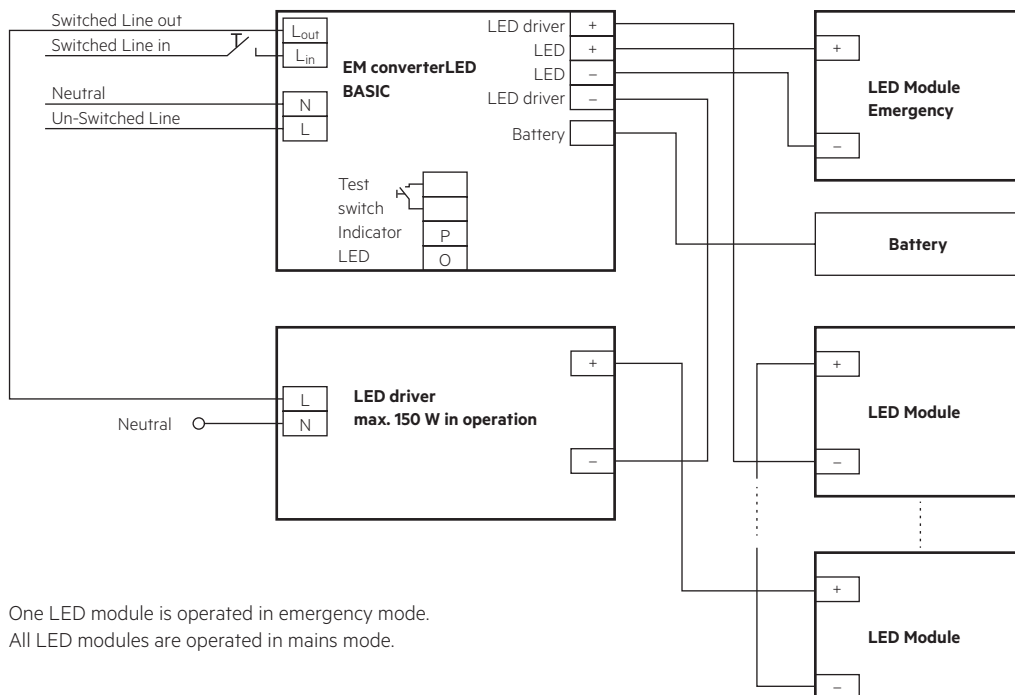 Switched Line out
Switched Line in
Neutral
Un-Switched Line
Lout
Lin
N
L
EM converterLED
BASIC
LED driver +
LED +
LED –
LED driver –
Battery
Test
switch
Indicator P
LED O
+
–
LED Module
Emergency
Battery
L
N
Neutral
LED driver
max. 150 W in operation
+
–
+
–
LED Module
+
–
LED Module
One LED module is operated in emergency mode.
All LED modules are operated in mains mode.